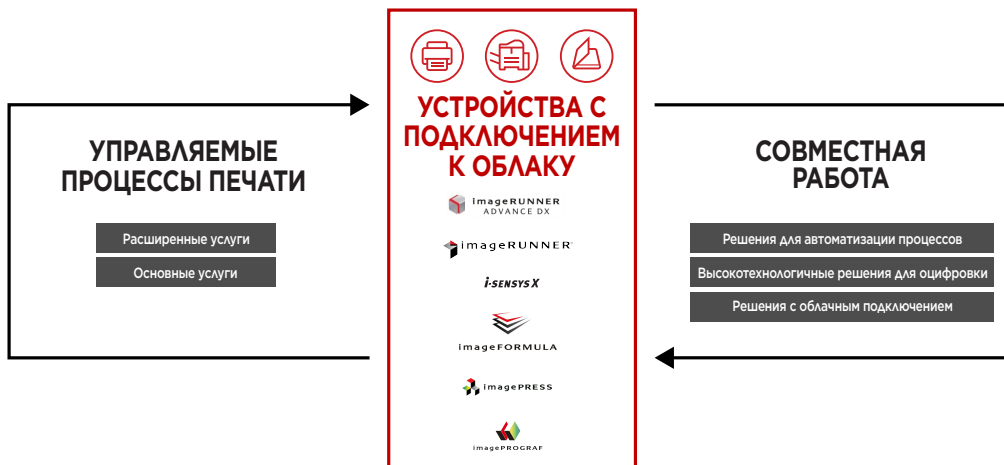 УПРАВЛЯЕМЫЕ
ПРОЦЕССЫ ПЕЧАТИ
Расширенные услуги
Основные услуги
УСТРОЙСТВА С
ПОДКЛЮЧЕНИЕМ
К ОБЛАКУ
imageRUNNER
ADVANCE DX
imageRUNNER
i-SENSYS X
imageFORMULA
imagePRESS
imagePROGRAF
СОВМЕСТНАЯ
РАБОТА
Решения для автоматизации процессов
Высокотехнологичные решения для оцифровки
Решения с облачным подключением